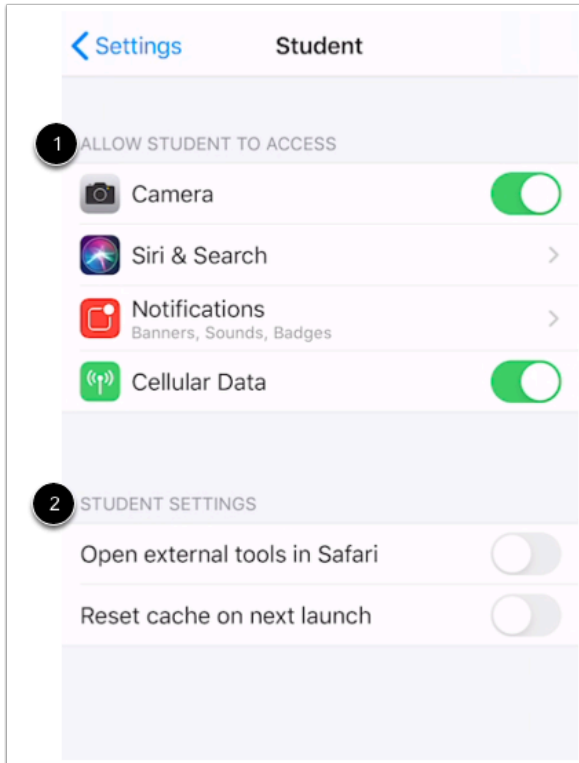 Settings Student
1 ALLOW STUDENT TO ACCESS
Camera
Siri & Search
Notifications
Banners, Sounds, Badges
Cellular Data
2 STUDENT SETTINGS
Open external tools in Safari
Reset cache on next launch